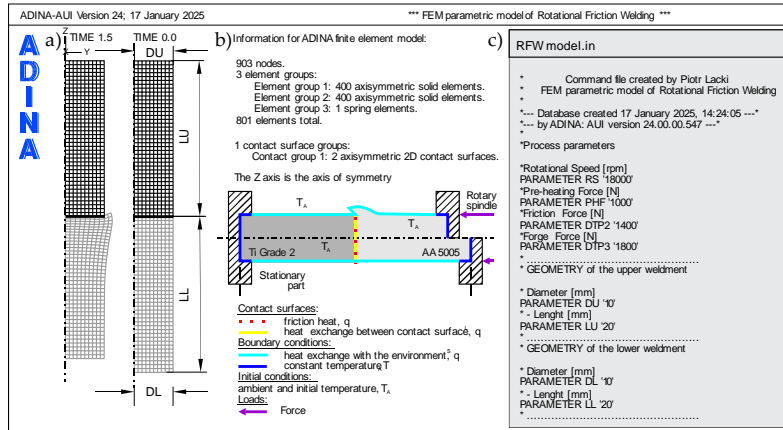 ADINA-AUI Version 24; 17 January 2025
*** FEM parametric model of Rotational Friction Welding ***
ADINA
a)
Z
Y
TIME 1.5
TIME 0.0
DU
LU
LL
DL
b)
Information for ADINA finite element model:
903 nodes.
3 element groups:
Element group 1: 400 axisymmetric solid elements.
Element group 2: 400 axisymmetric solid elements.
Element group 3: 1 spring elements.
801 elements total.
1 contact surface groups:
Contact group 1: 2 axisymmetric 2D contact surfaces.
The Z axis is the axis of symmetry
TA
TA
TA
Rotary
spindle
Ti Grade 2
AA 5005
Stationary
part
Contact surfaces:
friction heat, q
heat exchange between contact surface, q
Boundary conditions:
heat exchange with the environment, q
constant temperature, T
Initial conditions:
ambient and initial temperature, TA
Loads:
Force
c)
RFW model.in
* Command file created by Piotr Lacki
* FEM parametric model of Rotational Friction Welding
*
*--- Database created 17 January 2025, 14:24:05 ---*
*--- by ADINA: AUI version 24.00.00.547 ---*
*
*Process parameters
*Rotational Speed [rpm]
PARAMETER RS '18000'
*Pre-heating Force [N]
PARAMETER PHF '1000'
*Friction Force [N]
PARAMETER DTP2 '1400'
*Forge Force [N]
PARAMETER DTP3 '1800'
* ..........................................................
* GEOMETRY of the upper weldment
* Diameter [mm]
PARAMETER DU '10'
* - Lenght [mm]
PARAMETER LU '20'
* ..........................................................
* GEOMETRY of the lower weldment
* Diameter [mm]
PARAMETER DL '10'
* - Lenght [mm]
PARAMETER LL '20'
* ..........................................................